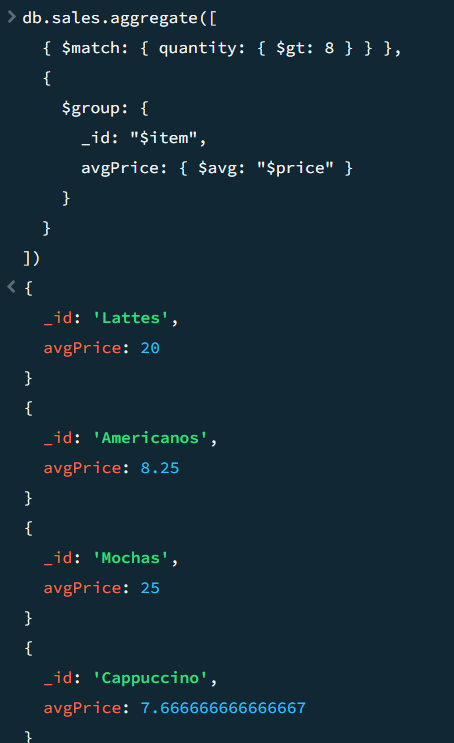 db.sales.aggregate([
{ $match: { quantity: { $gt: 8 } } },
{
$group: {
_id: "$item",
avgPrice: { $avg: "$price" }
}
}
])
{
_id: 'Lattes',
avgPrice: 20
}
{
_id: 'Americanos',
avgPrice: 8.25
}
{
_id: 'Mochas',
avgPrice: 25
}
{
_id: 'Cappuccino',
avgPrice: 7.666666666666667
}